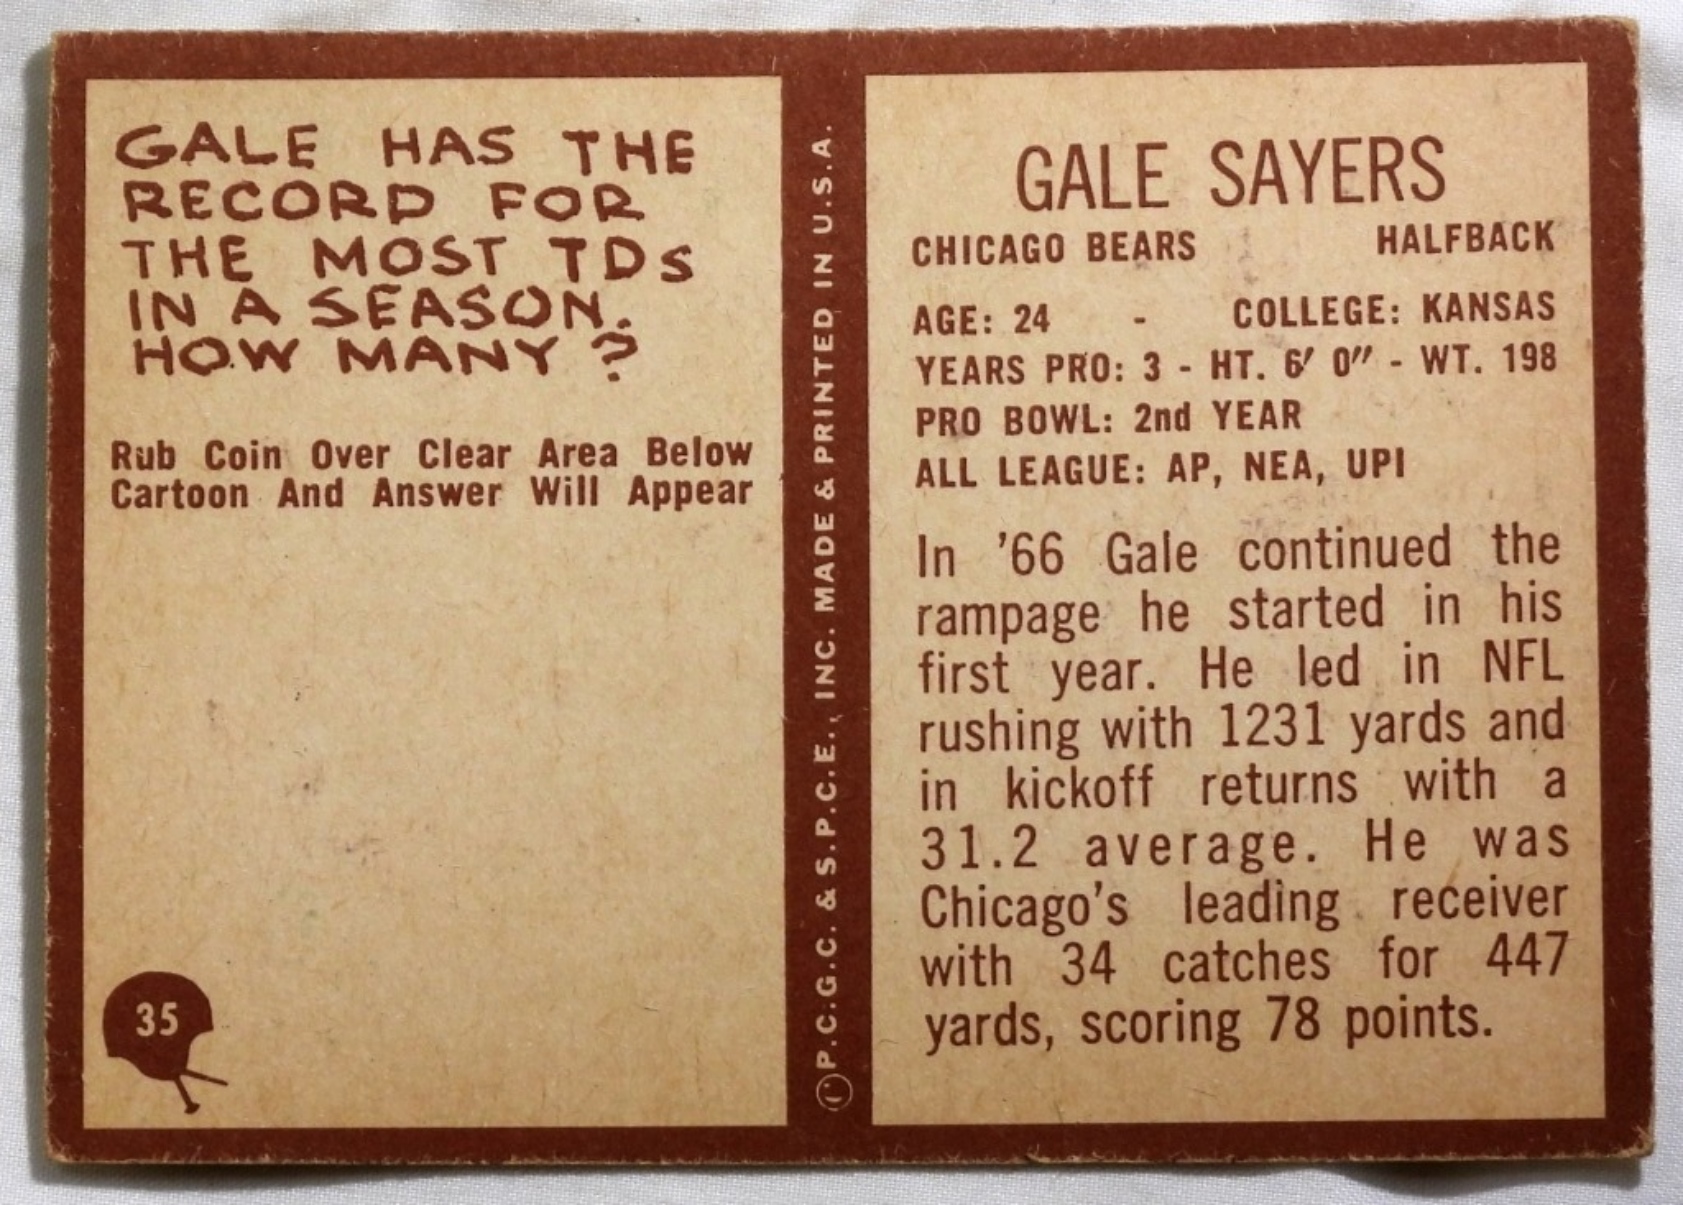 GALE HAS THE
RECORD FOR
THE MOST TDs
IN A SEASON.
HOW MANY?
Rub Coin Over Clear Area Below
Cartoon And Answer Will Appear
35
© P.C.G.C. & S.P.C.E., INC. MADE & PRINTED IN U.S.A.
GALE SAYERS
CHICAGO BEARS HALFBACK
AGE: 24 - COLLEGE: KANSAS
YEARS PRO: 3 - HT. 6' 0" - WT. 198
PRO BOWL: 2nd YEAR
ALL LEAGUE: AP, NEA, UPI
In '66 Gale continued the
rampage he started in his
first year. He led in NFL
rushing with 1231 yards and
in kickoff returns with a
31.2 average. He was
Chicago's leading receiver
with 34 catches for 447
yards, scoring 78 points.